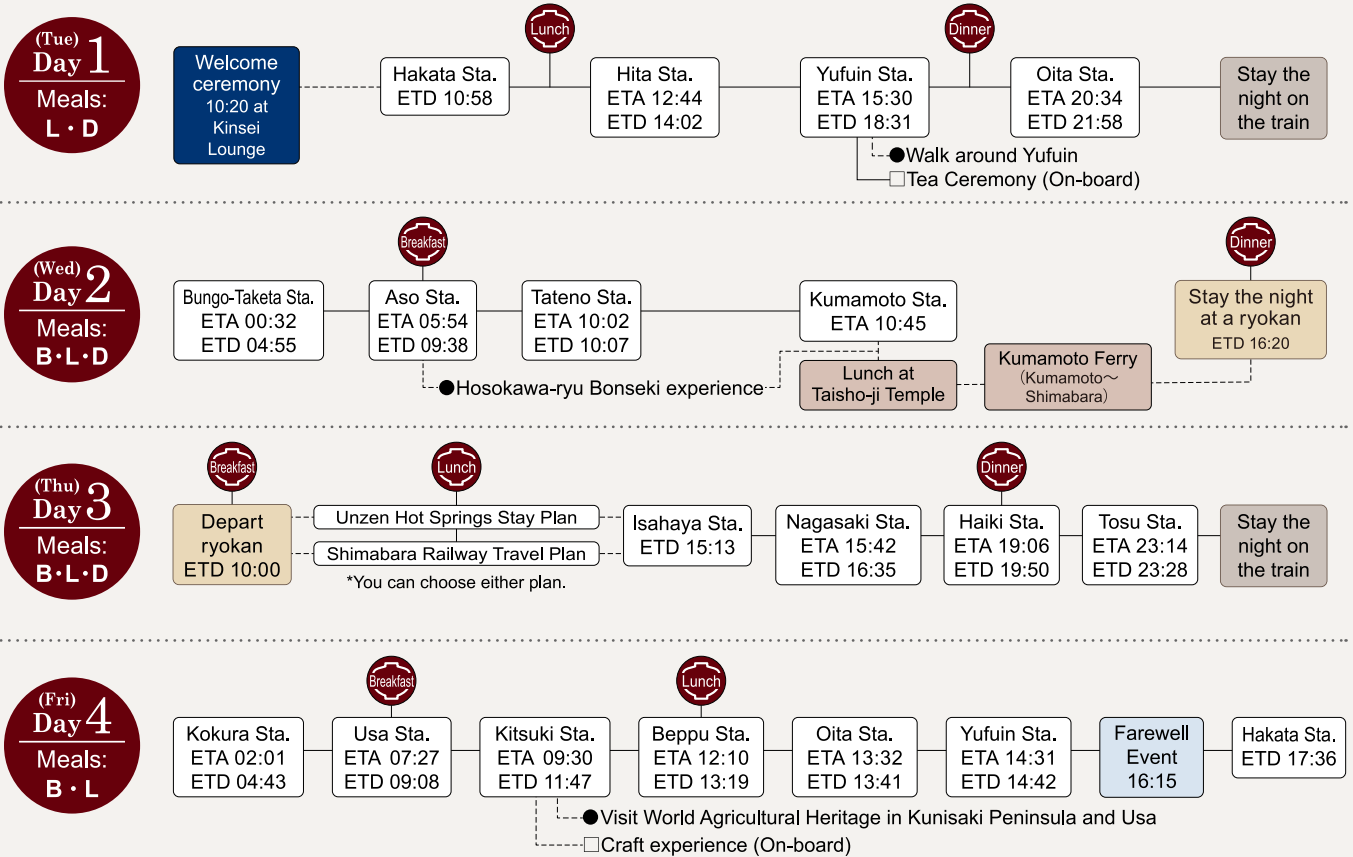 (Tue)
Day 1
Meals:
L・D
Welcome
ceremony
10:20 at
Kinsei
Lounge
Hakata Sta.
ETD 10:58
Lunch
Hita Sta.
ETA 12:44
ETD 14:02
Yufuin Sta.
ETA 15:30
ETD 18:31
Dinner
Oita Sta.
ETA 20:34
ETD 21:58
Stay the
night on
the train
●Walk around Yufuin
□Tea Ceremony (On-board)
(Wed)
Day 2
Meals:
B・L・D
Bungo-Taketa Sta.
ETA 00:32
ETD 04:55
Breakfast
Aso Sta.
ETA 05:54
ETD 09:38
Tateno Sta.
ETA 10:02
ETD 10:07
Kumamoto Sta.
ETA 10:45
●Hosokawa-ryu Bonseki experience
Lunch at
Taisho-ji Temple
Kumamoto Ferry
(Kumamoto～
Shimabara)
Dinner
Stay the night
at a ryokan
ETD 16:20
(Thu)
Day 3
Meals:
B・L・D
Breakfast
Depart
ryokan
ETD 10:00
Lunch
Unzen Hot Springs Stay Plan
Shimabara Railway Travel Plan
*You can choose either plan.
Isahaya Sta.
ETD 15:13
Nagasaki Sta.
ETA 15:42
ETD 16:35
Dinner
Haiki Sta.
ETA 19:06
ETD 19:50
Tosu Sta.
ETA 23:14
ETD 23:28
Stay the
night on
the train
(Fri)
Day 4
Meals:
B・L
Kokura Sta.
ETA 02:01
ETD 04:43
Breakfast
Usa Sta.
ETA 07:27
ETD 09:08
Kitsuki Sta.
ETA 09:30
ETD 11:47
Lunch
Beppu Sta.
ETA 12:10
ETD 13:19
Oita Sta.
ETA 13:32
ETD 13:41
Yufuin Sta.
ETA 14:31
ETD 14:42
Farewell
Event
16:15
Hakata Sta.
ETD 17:36
●Visit World Agricultural Heritage in Kunisaki Peninsula and Usa
□Craft experience (On-board)